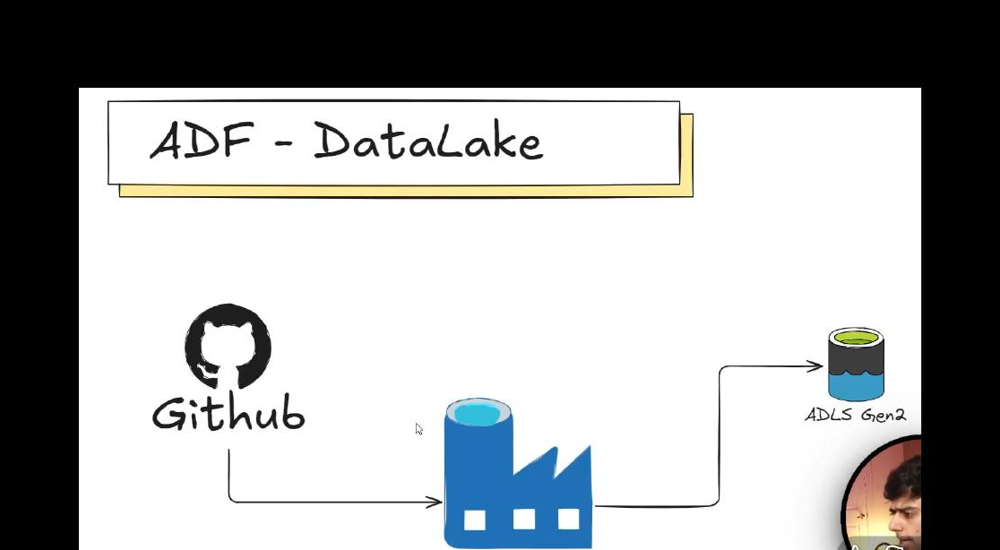 ADF - DataLake
Github
ADLS Gen2